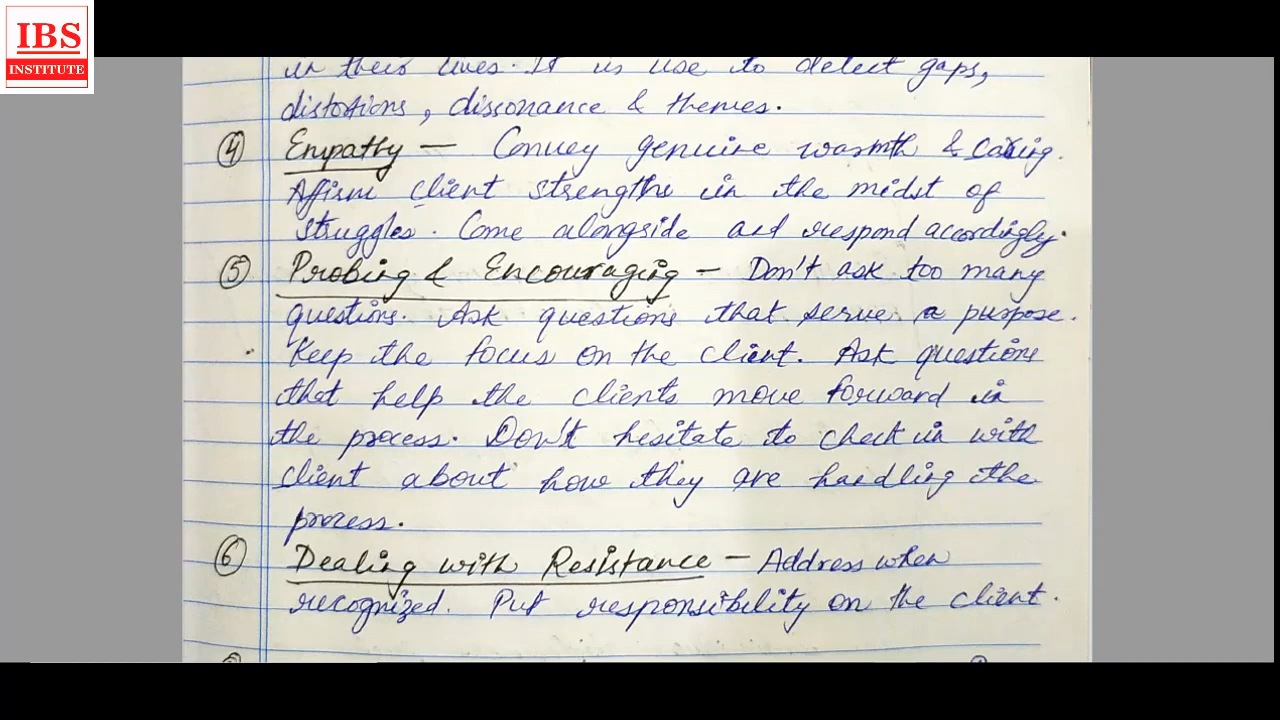 IBS
INSTITUTE
in their lives. It is use to detect gaps,
distortions, dissonance & themes.
④ Empathy — Convey genuine warmth & caring.
Affirm client strengths in the midst of
struggles. Come alongside and respond accordingly.
⑤ Probing & Encouraging — Don't ask too many
questions. Ask questions that serve a purpose.
Keep the focus on the client. Ask questions
that help the clients move forward in
the process. Don't hesitate to check in with
client about how they are handling the
process.
⑥ Dealing with Resistance — Address when
recognized. Put responsibility on the client.